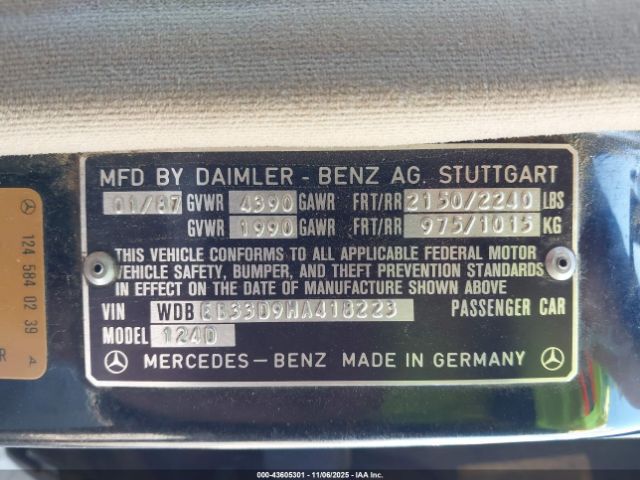 MFD BY DAIMLER - BENZ AG. STUTTGART
01/87 GVWR 4390 GAWR FRT/RR 2150/2240 LBS
GVWR 1990 GAWR FRT/RR 975/1015 KG
THIS VEHICLE CONFORMS TO ALL APPLICABLE FEDERAL MOTOR
VEHICLE SAFETY, BUMPER, AND THEFT PREVENTION STANDARDS
IN EFFECT ON THE DATE OF MANUFACTURE SHOWN ABOVE
VIN WDB EB33D9HA418223 PASSENGER CAR
MODEL 124D
MERCEDES-BENZ MADE IN GERMANY
124 584 02 39
A
R
000-43605301 - 11/06/2025 - IAA Inc.